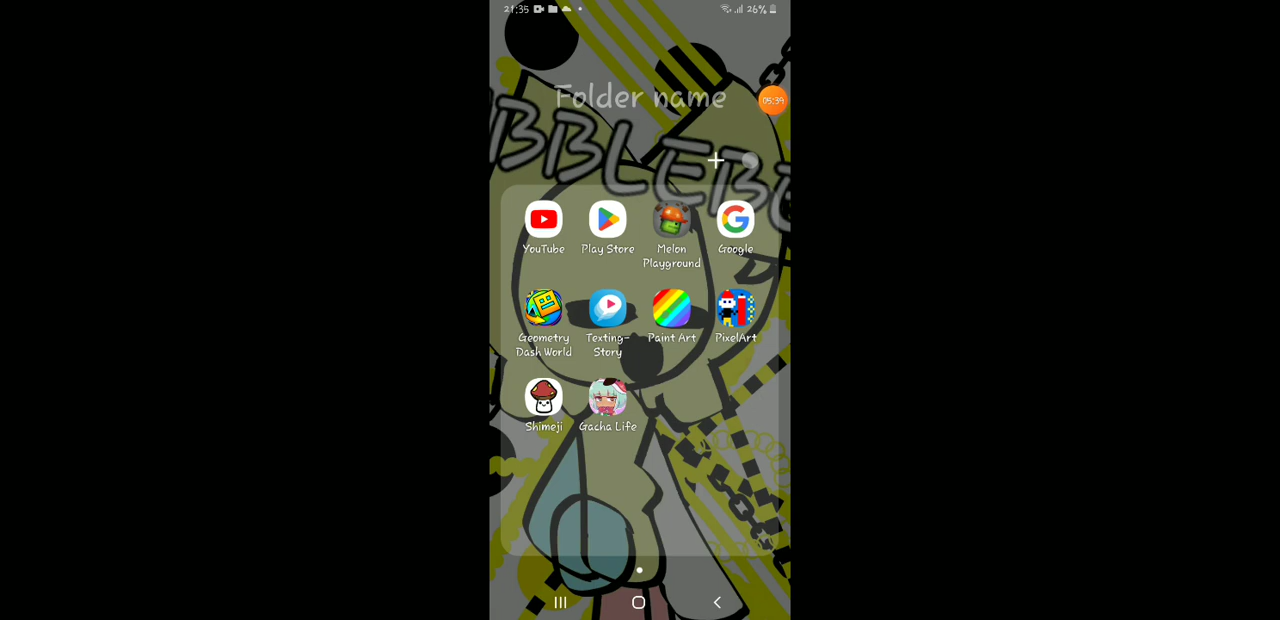 21:35
26%
Folder name
05:39
BBLEB
YouTube
Play Store
Melon
Playground
Google
Geometry
Dash World
Texting-
Story
Paint Art
PixelArt
Shimeji
Gacha Life